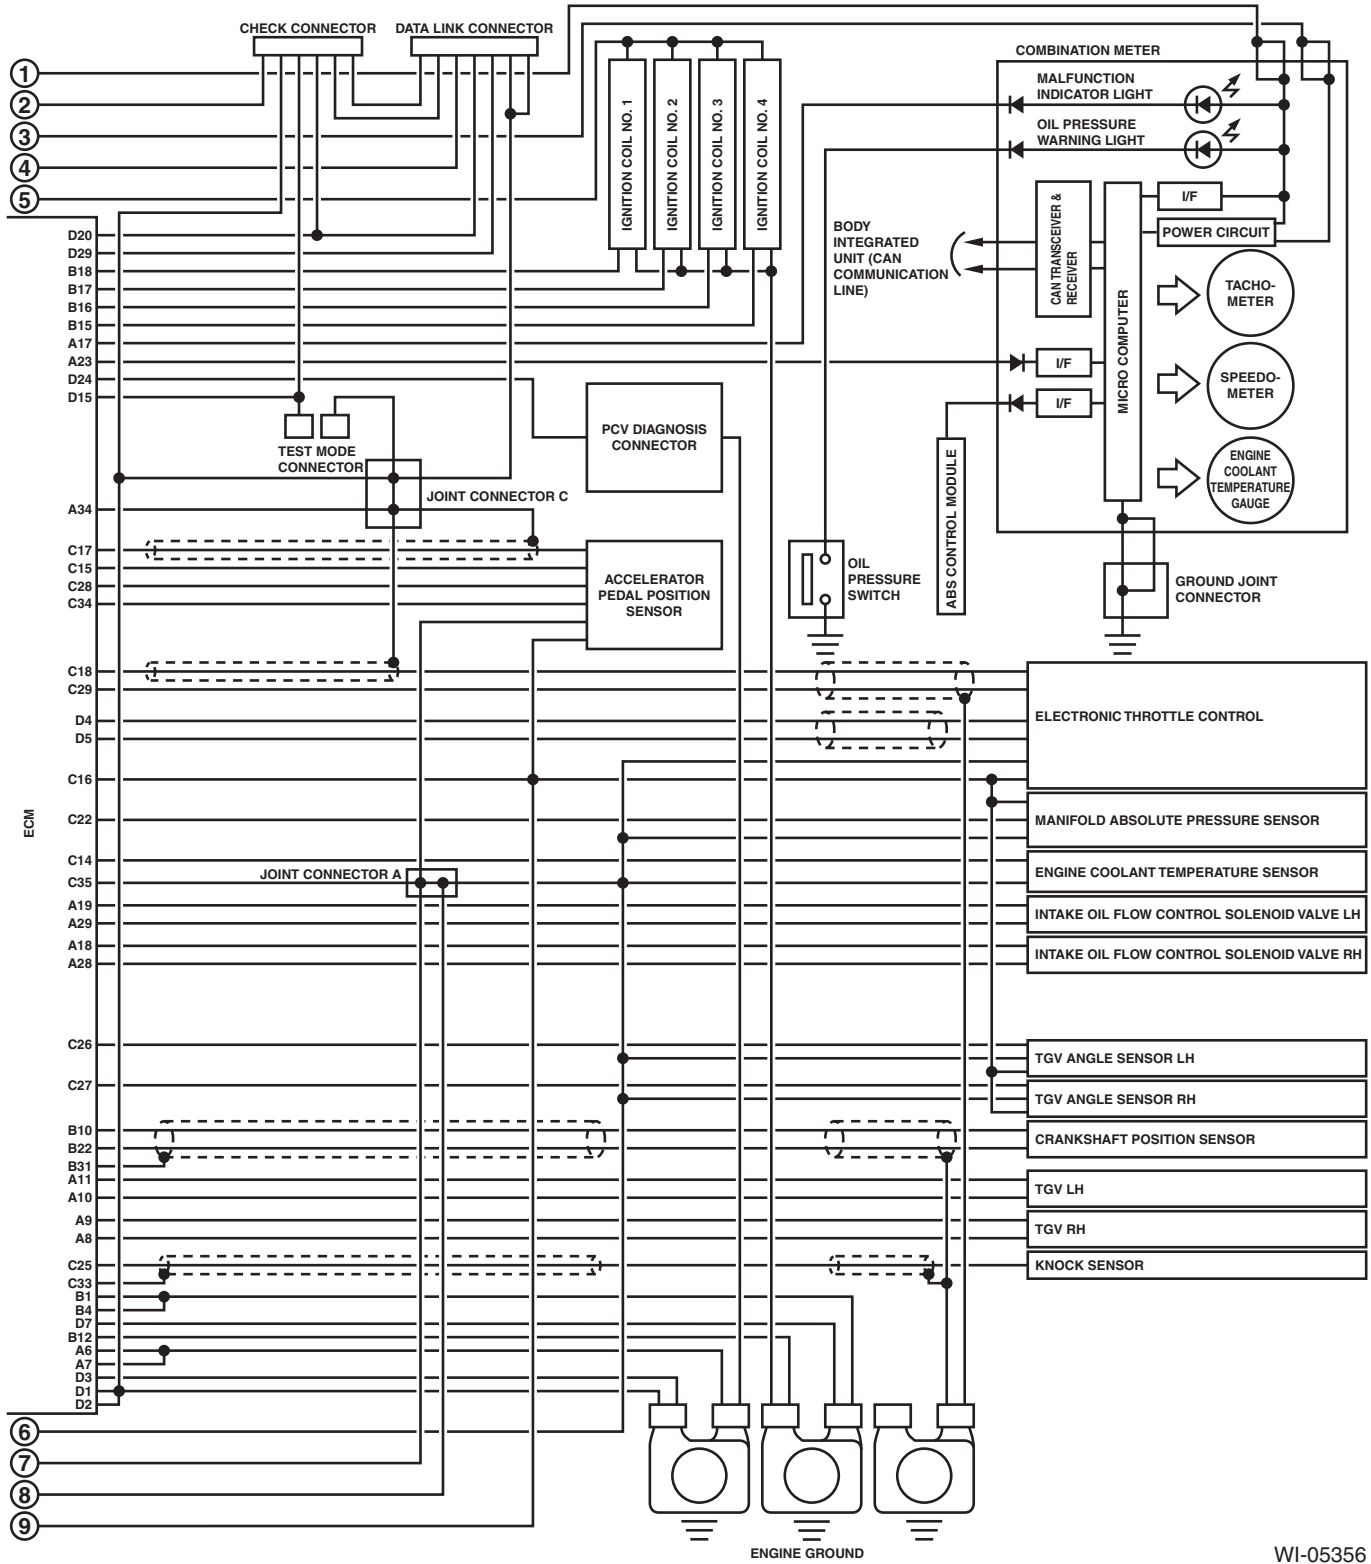 CHECK CONNECTOR
DATA LINK CONNECTOR
1
2
3
4
5
IGNITION COIL NO. 1
IGNITION COIL NO. 2
IGNITION COIL NO. 3
IGNITION COIL NO. 4
COMBINATION METER
MALFUNCTION
INDICATOR LIGHT
OIL PRESSURE
WARNING LIGHT
I/F
POWER CIRCUIT
CAN TRANSCEIVER &
RECEIVER
MICRO COMPUTER
BODY
INTEGRATED
UNIT (CAN
COMMUNICATION
LINE)
TACHO-
METER
I/F
SPEEDO-
METER
I/F
ENGINE
COOLANT
TEMPERATURE
GAUGE
ABS CONTROL MODULE
OIL
PRESSURE
SWITCH
GROUND JOINT
CONNECTOR
D20
D29
B18
B17
B16
B15
A17
A23
D24
D15
PCV DIAGNOSIS
CONNECTOR
TEST MODE
CONNECTOR
JOINT CONNECTOR C
A34
C17
C15
C28
C34
ACCELERATOR
PEDAL POSITION
SENSOR
C18
C29
D4
D5
C16
ECM
C22
C14
C35
JOINT CONNECTOR A
A19
A29
A18
A28
C26
C27
B10
B22
B31
A11
A10
A9
A8
C25
C33
B1
B4
D7
B12
A6
A7
D3
D1
D2
ELECTRONIC THROTTLE CONTROL
MANIFOLD ABSOLUTE PRESSURE SENSOR
ENGINE COOLANT TEMPERATURE SENSOR
INTAKE OIL FLOW CONTROL SOLENOID VALVE LH
INTAKE OIL FLOW CONTROL SOLENOID VALVE RH
TGV ANGLE SENSOR LH
TGV ANGLE SENSOR RH
CRANKSHAFT POSITION SENSOR
TGV LH
TGV RH
KNOCK SENSOR
6
7
8
9
ENGINE GROUND
WI-05356